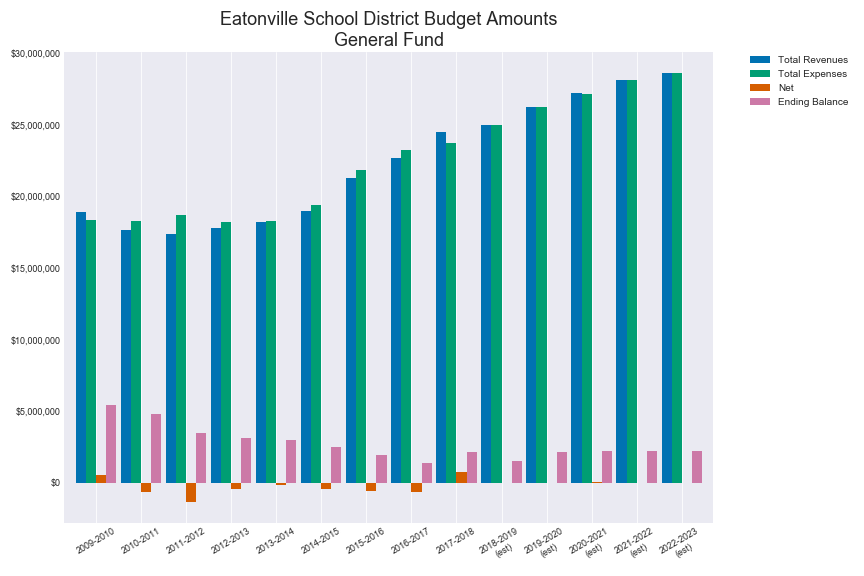 Eatonville School District Budget Amounts
General Fund
Total Revenues
Total Expenses
Net
Ending Balance
$30,000,000
$25,000,000
$20,000,000
$15,000,000
$10,000,000
$5,000,000
$0
2009-2010
2010-2011
2011-2012
2012-2013
2013-2014
2014-2015
2015-2016
2016-2017
2017-2018
2018-2019
(est)
2019-2020
(est)
2020-2021
(est)
2021-2022
(est)
2022-2023
(est)